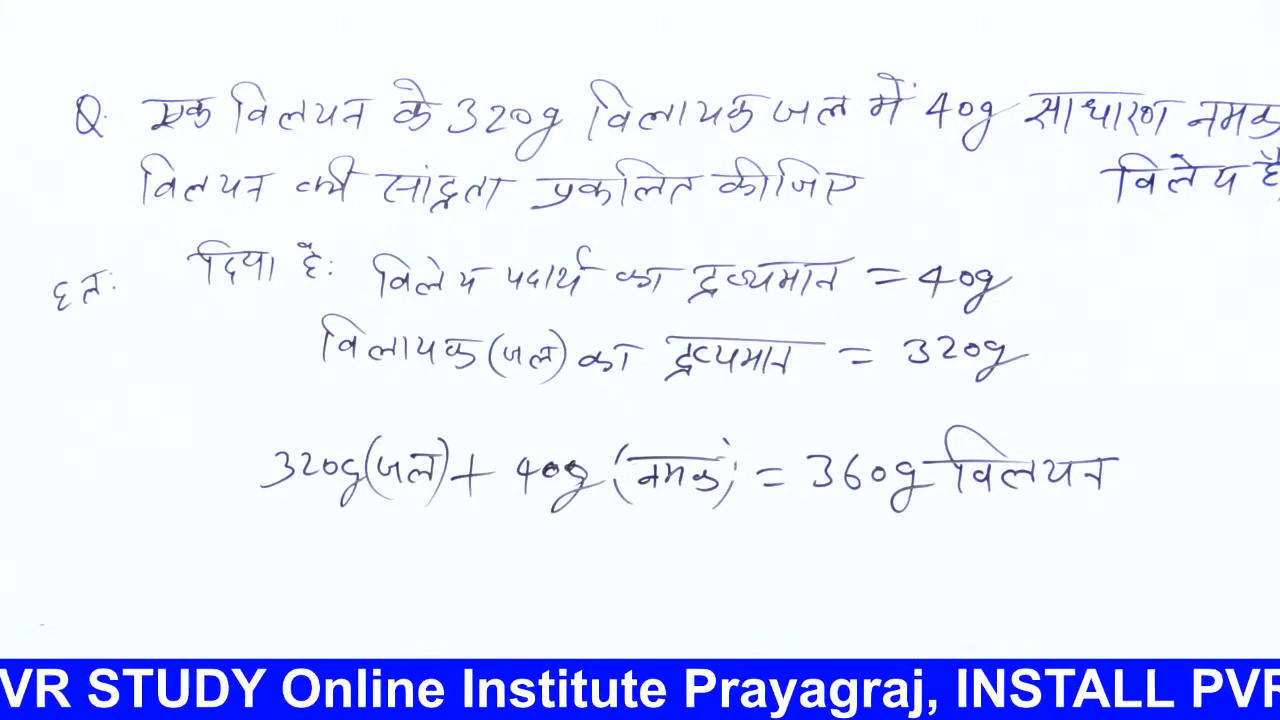 Q. एक विलयन के 320g विलायक जल में 40g साधारण नमक
विलेय है
विलयन की सांद्रता प्रकलित कीजिए
हल: दिया है: विलेय पदार्थ का द्रव्यमान = 40g
विलायक (जल) का द्रव्यमान = 320g
320g (जल) + 40g (नमक) = 360g विलयन
VR STUDY Online Institute Prayagraj, INSTALL PVR